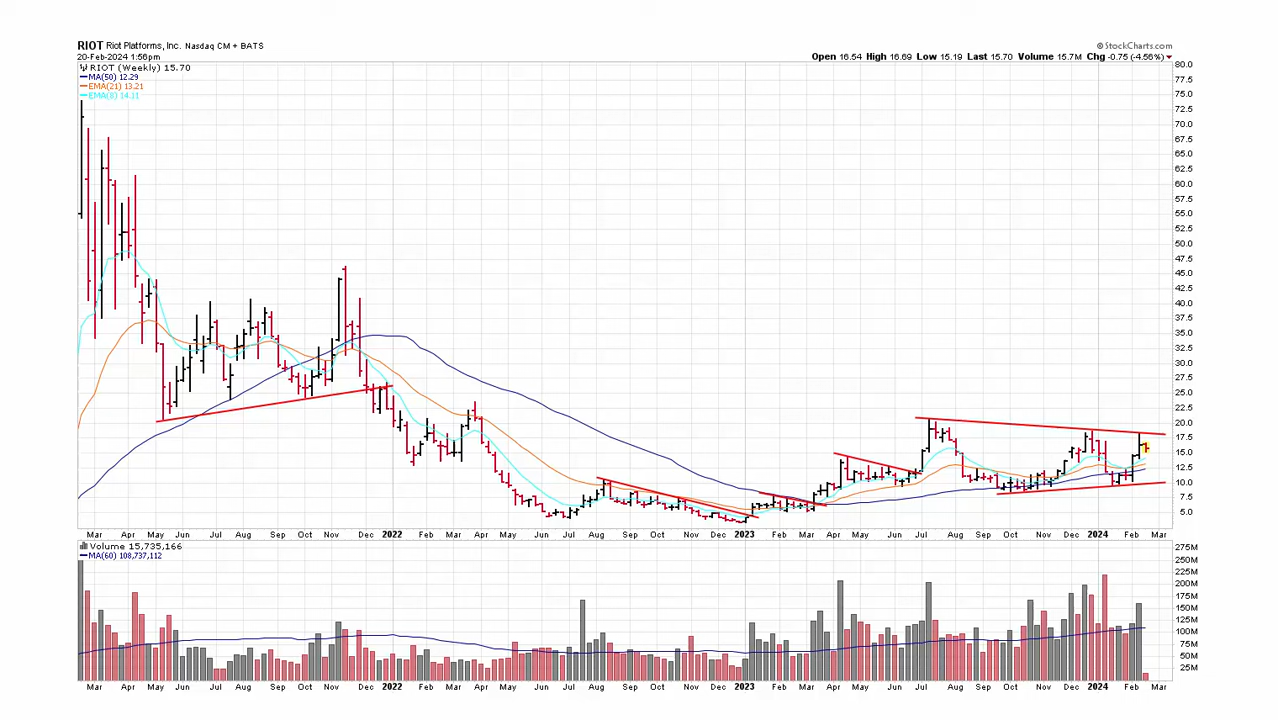 RIOT Riot Platforms, Inc. Nasdaq CM + BATS
© StockCharts.com
20-Feb-2024 1:56pm
Open 16.54 High 16.69 Low 15.19 Last 15.70 Volume 15.7M Chg -0.75 (-4.56%)
RIOT (Weekly) 15.70
MA(50) 12.29
EMA(21) 13.21
EMA(8) 14.11
80.0
77.5
75.0
72.5
70.0
67.5
65.0
62.5
60.0
57.5
55.0
52.5
50.0
47.5
45.0
42.5
40.0
37.5
35.0
32.5
30.0
27.5
25.0
22.5
20.0
17.5
15.0
12.5
10.0
7.5
5.0
Mar Apr May Jun Jul Aug Sep Oct Nov Dec 2022 Feb Mar Apr May Jun Jul Aug Sep Oct Nov Dec 2023 Feb Mar Apr May Jun Jul Aug Sep Oct Nov Dec 2024 Feb Mar
Volume 15,735,166
MA(60) 108,737,112
275M
250M
225M
200M
175M
150M
125M
100M
75M
50M
25M
Mar Apr May Jun Jul Aug Sep Oct Nov Dec 2022 Feb Mar Apr May Jun Jul Aug Sep Oct Nov Dec 2023 Feb Mar Apr May Jun Jul Aug Sep Oct Nov Dec 2024 Feb Mar